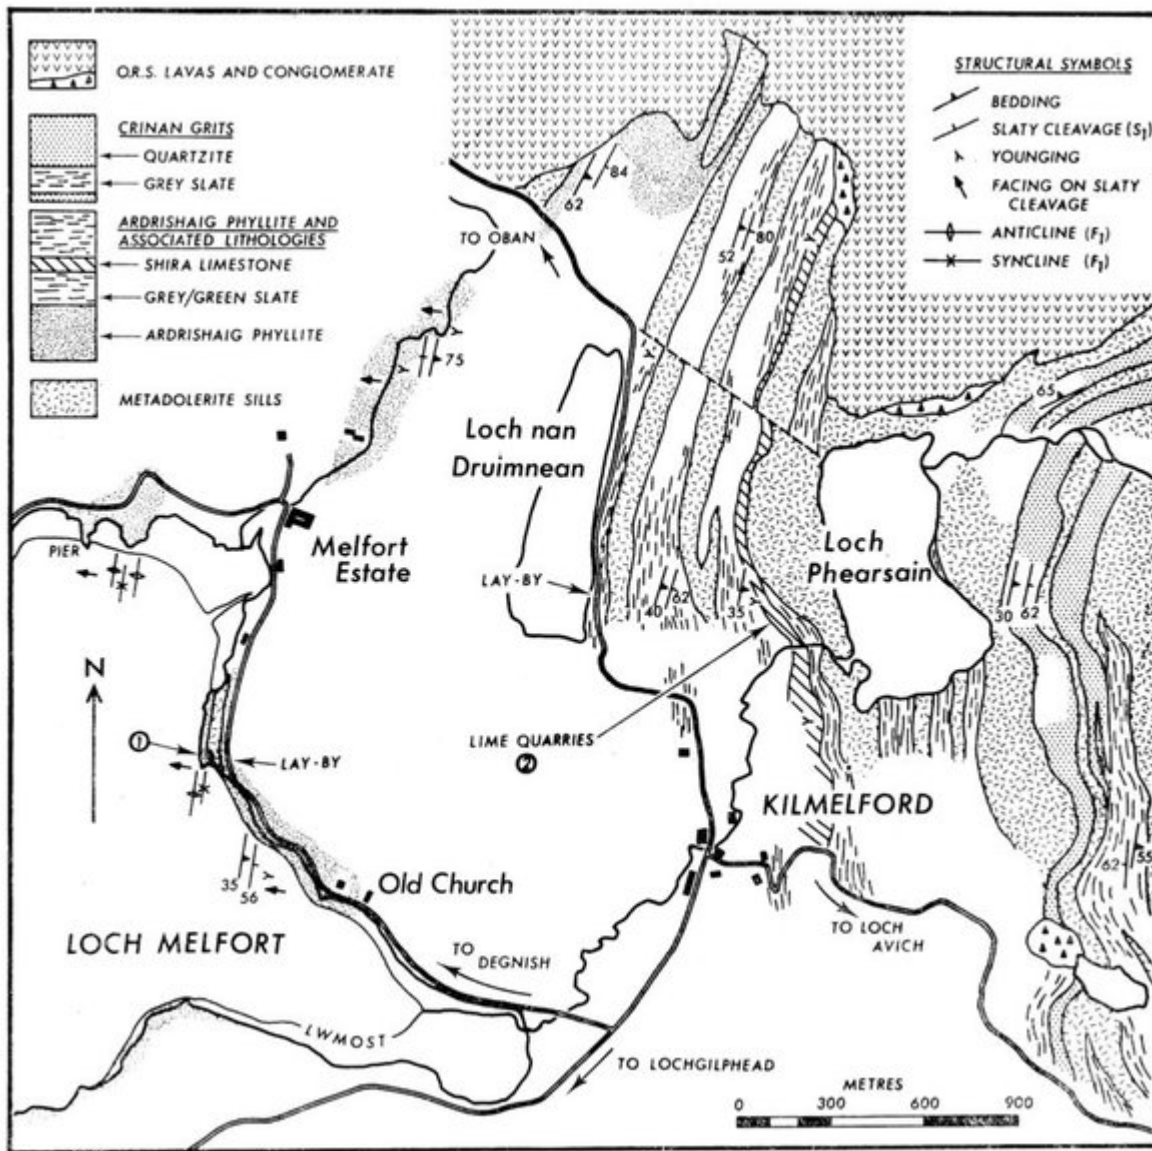 O.R.S. LAVAS AND CONGLOMERATE
CRINAN GRITS
QUARTZITE
GREY SLATE
ARDRISHAIG PHYLLITE AND
ASSOCIATED LITHOLOGIES
SHIRA LIMESTONE
GREY/GREEN SLATE
ARDRISHAIG PHYLLITE
METADOLERITE SILLS
STRUCTURAL SYMBOLS
BEDDING
SLATY CLEAVAGE (S1)
YOUNGING
FACING ON SLATY
CLEAVAGE
ANTICLINE (F1)
SYNCLINE (F1)
84
62
TO OBAN
80
52
75
65
Loch nan
Druimnean
Melfort
Estate
PIER
LAY-BY
Loch
Phearsain
40
62
35
30
62
N
1
LAY-BY
LIME QUARRIES
2
KILMELFORD
35
56
Old Church
62
55
LOCH MELFORT
TO
DEGNISH
TO LOCH
AVICH
LWMOST
TO LOCHGILPHEAD
METRES
0 300 600 900